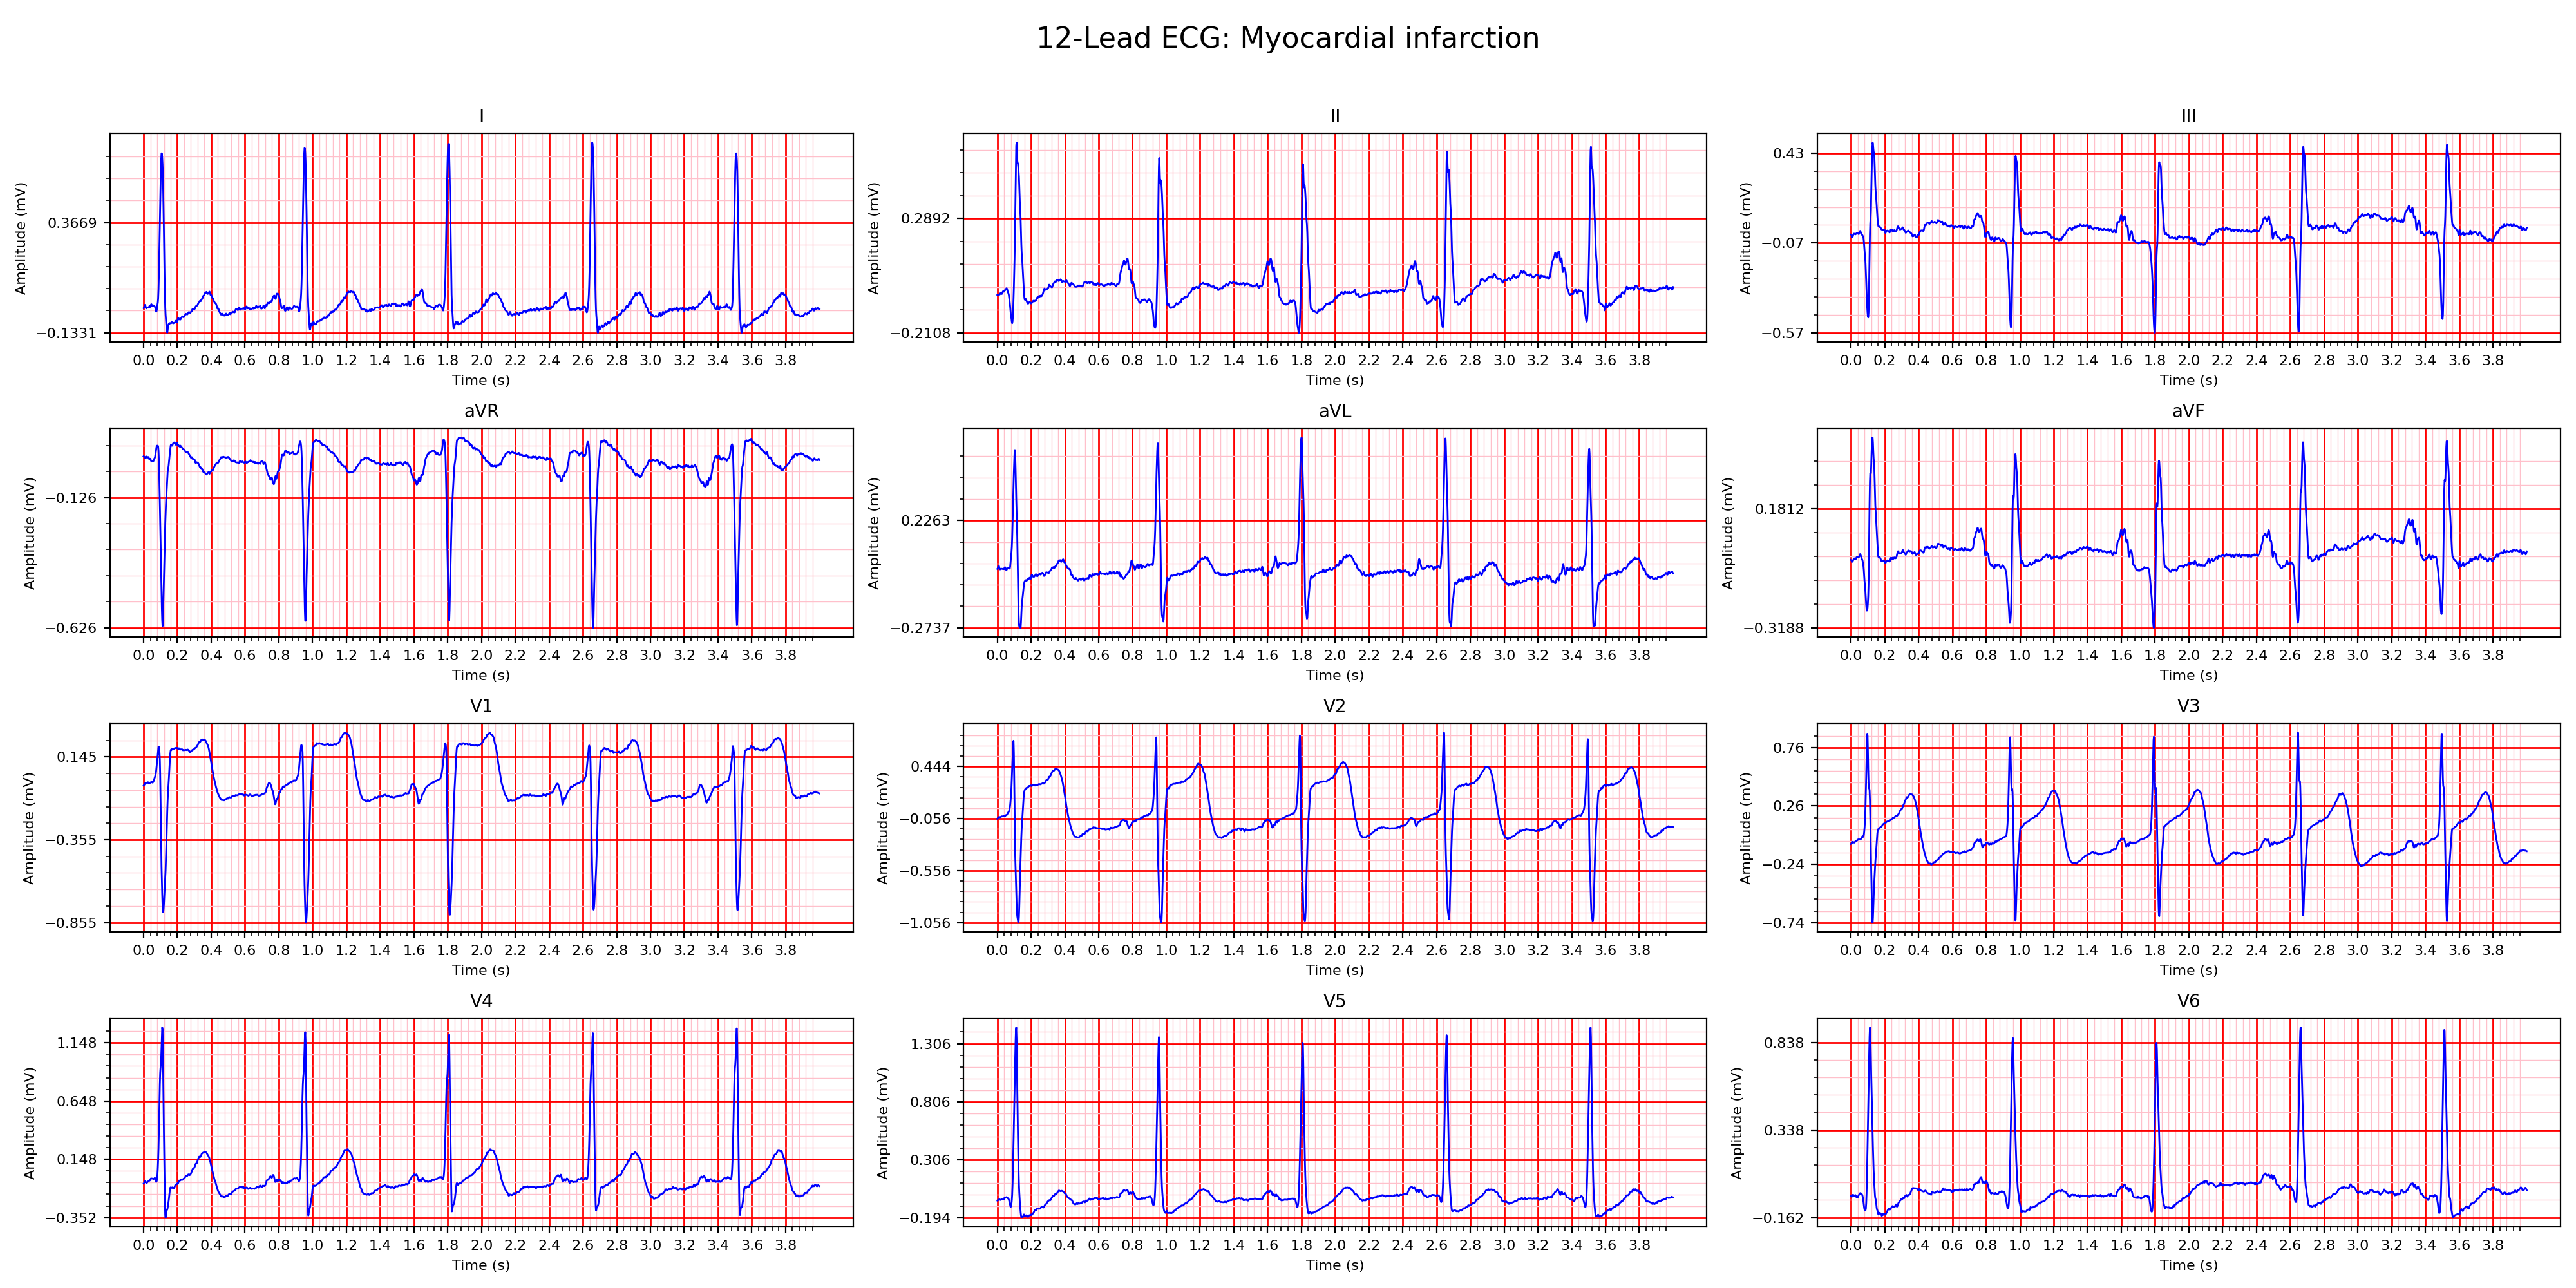 12-Lead ECG: Myocardial infarction
I
II
III
Amplitude (mV)
0.3669
−0.1331
0.0 0.2 0.4 0.6 0.8 1.0 1.2 1.4 1.6 1.8 2.0 2.2 2.4 2.6 2.8 3.0 3.2 3.4 3.6 3.8
Time (s)
Amplitude (mV)
0.2892
−0.2108
0.0 0.2 0.4 0.6 0.8 1.0 1.2 1.4 1.6 1.8 2.0 2.2 2.4 2.6 2.8 3.0 3.2 3.4 3.6 3.8
Time (s)
Amplitude (mV)
0.43
−0.07
−0.57
0.0 0.2 0.4 0.6 0.8 1.0 1.2 1.4 1.6 1.8 2.0 2.2 2.4 2.6 2.8 3.0 3.2 3.4 3.6 3.8
Time (s)
aVR
aVL
aVF
Amplitude (mV)
−0.126
−0.626
0.0 0.2 0.4 0.6 0.8 1.0 1.2 1.4 1.6 1.8 2.0 2.2 2.4 2.6 2.8 3.0 3.2 3.4 3.6 3.8
Time (s)
Amplitude (mV)
0.2263
−0.2737
0.0 0.2 0.4 0.6 0.8 1.0 1.2 1.4 1.6 1.8 2.0 2.2 2.4 2.6 2.8 3.0 3.2 3.4 3.6 3.8
Time (s)
Amplitude (mV)
0.1812
−0.3188
0.0 0.2 0.4 0.6 0.8 1.0 1.2 1.4 1.6 1.8 2.0 2.2 2.4 2.6 2.8 3.0 3.2 3.4 3.6 3.8
Time (s)
V1
V2
V3
Amplitude (mV)
0.145
−0.355
−0.855
0.0 0.2 0.4 0.6 0.8 1.0 1.2 1.4 1.6 1.8 2.0 2.2 2.4 2.6 2.8 3.0 3.2 3.4 3.6 3.8
Time (s)
Amplitude (mV)
0.444
−0.056
−0.556
−1.056
0.0 0.2 0.4 0.6 0.8 1.0 1.2 1.4 1.6 1.8 2.0 2.2 2.4 2.6 2.8 3.0 3.2 3.4 3.6 3.8
Time (s)
Amplitude (mV)
0.76
0.26
−0.24
−0.74
0.0 0.2 0.4 0.6 0.8 1.0 1.2 1.4 1.6 1.8 2.0 2.2 2.4 2.6 2.8 3.0 3.2 3.4 3.6 3.8
Time (s)
V4
V5
V6
Amplitude (mV)
1.148
0.648
0.148
−0.352
0.0 0.2 0.4 0.6 0.8 1.0 1.2 1.4 1.6 1.8 2.0 2.2 2.4 2.6 2.8 3.0 3.2 3.4 3.6 3.8
Time (s)
Amplitude (mV)
1.306
0.806
0.306
−0.194
0.0 0.2 0.4 0.6 0.8 1.0 1.2 1.4 1.6 1.8 2.0 2.2 2.4 2.6 2.8 3.0 3.2 3.4 3.6 3.8
Time (s)
Amplitude (mV)
0.838
0.338
−0.162
0.0 0.2 0.4 0.6 0.8 1.0 1.2 1.4 1.6 1.8 2.0 2.2 2.4 2.6 2.8 3.0 3.2 3.4 3.6 3.8
Time (s)